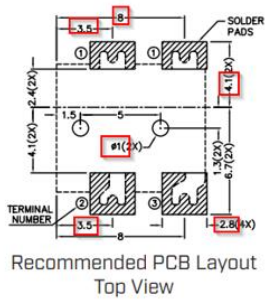 8
3.5
SOLDER
PADS
1
1
2.4(2X)
4.1(2X)
1.5
5
ø1(2X)
4.1(2X)
1.3(2X)
6.7(2X)
TERMINAL
NUMBER
2
3
3.5
2.8(4X)
8
Recommended PCB Layout
Top View